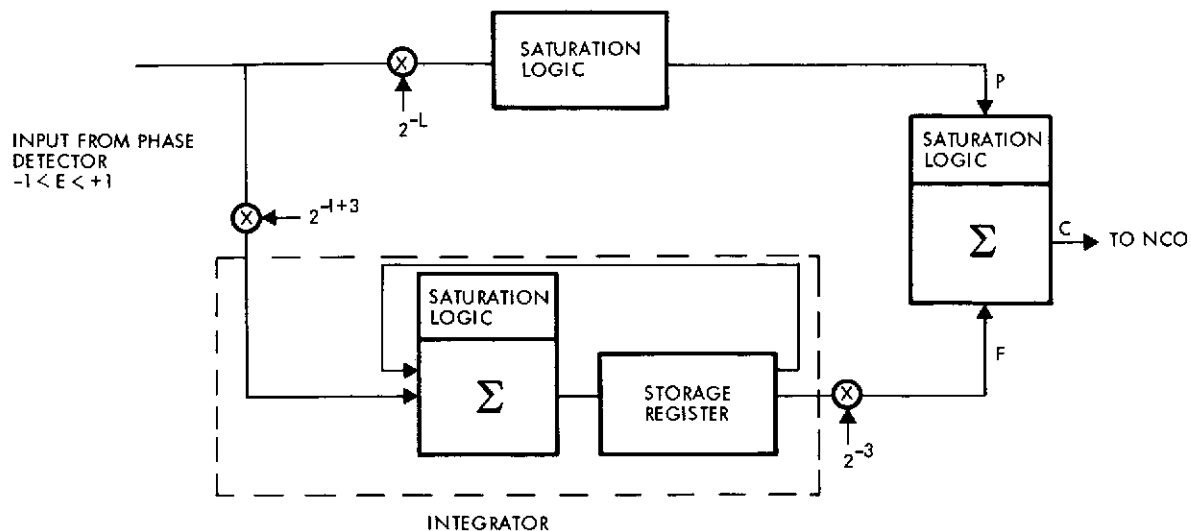 SATURATION
LOGIC
P
2^-L
INPUT FROM PHASE
DETECTOR
-1 < E < +1
SATURATION
LOGIC
Σ
C
TO NCO
2^-I+3
SATURATION
LOGIC
Σ
STORAGE
REGISTER
F
2^-3
INTEGRATOR